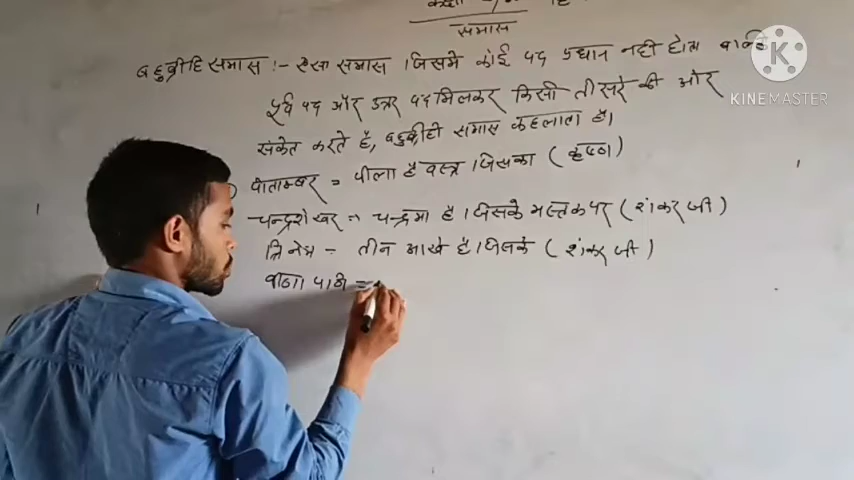 समास
बहुव्रीहि समास :- ऐसा समास जिसमे कोई पद प्रधान नही होता
पूर्व पद और उत्तर पद मिलकर किसी तीसरे की ओर
संकेत करते है, बहुव्रीही समास कहलाता है।
पीताम्बर = पीला है वस्त्र जिसका (कृष्ण)
चन्द्रशेखर = चन्द्रमा है जिसके मस्तक पर (शंकर जी)
त्रिनेत्र - तीन आखे है जिसके (शंकर जी)
वीणा पाणी =
KINEMASTER